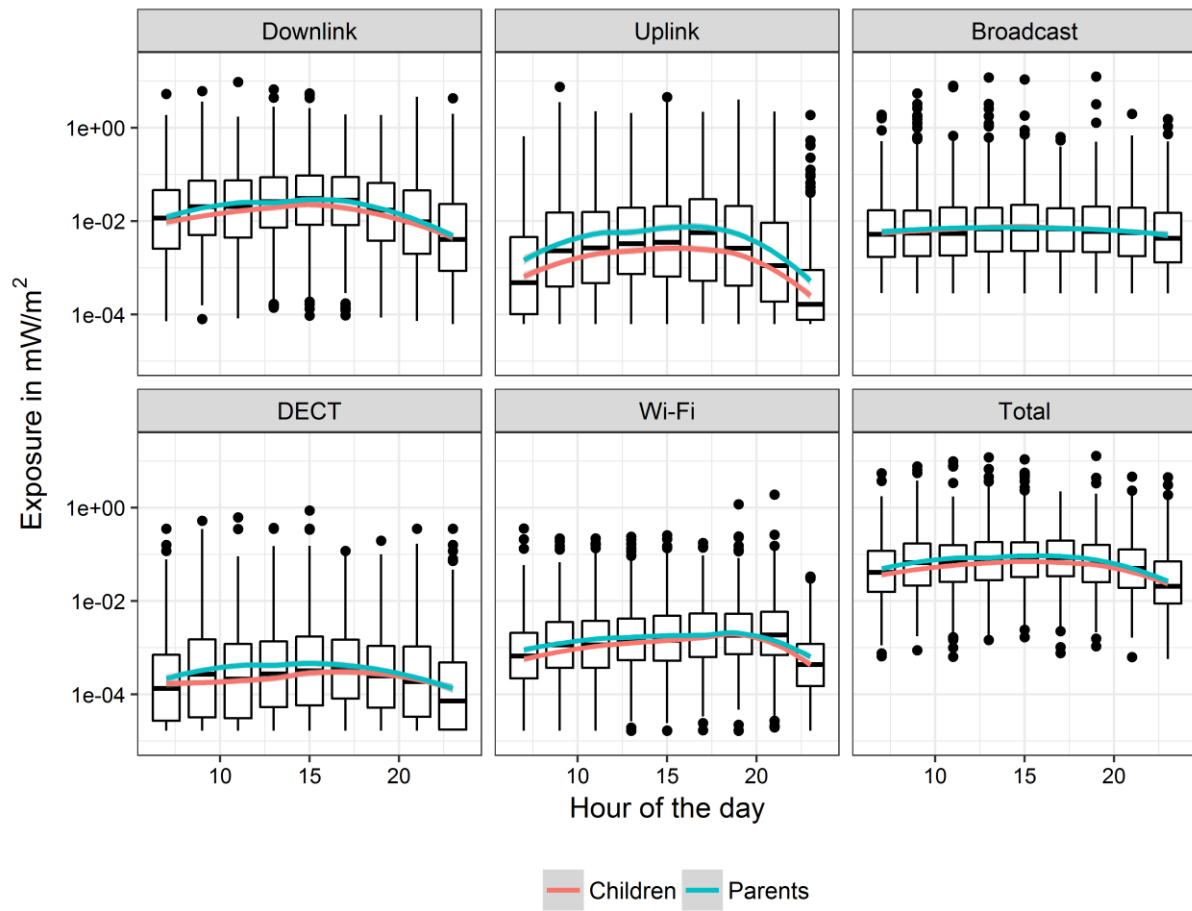 Downlink
Uplink
Broadcast
1e+00
1e-02
1e-04
DECT
Wi-Fi
Total
1e+00
1e-02
1e-04
Exposure in mW/m²
10 15 20
10 15 20
10 15 20
Hour of the day
Children Parents